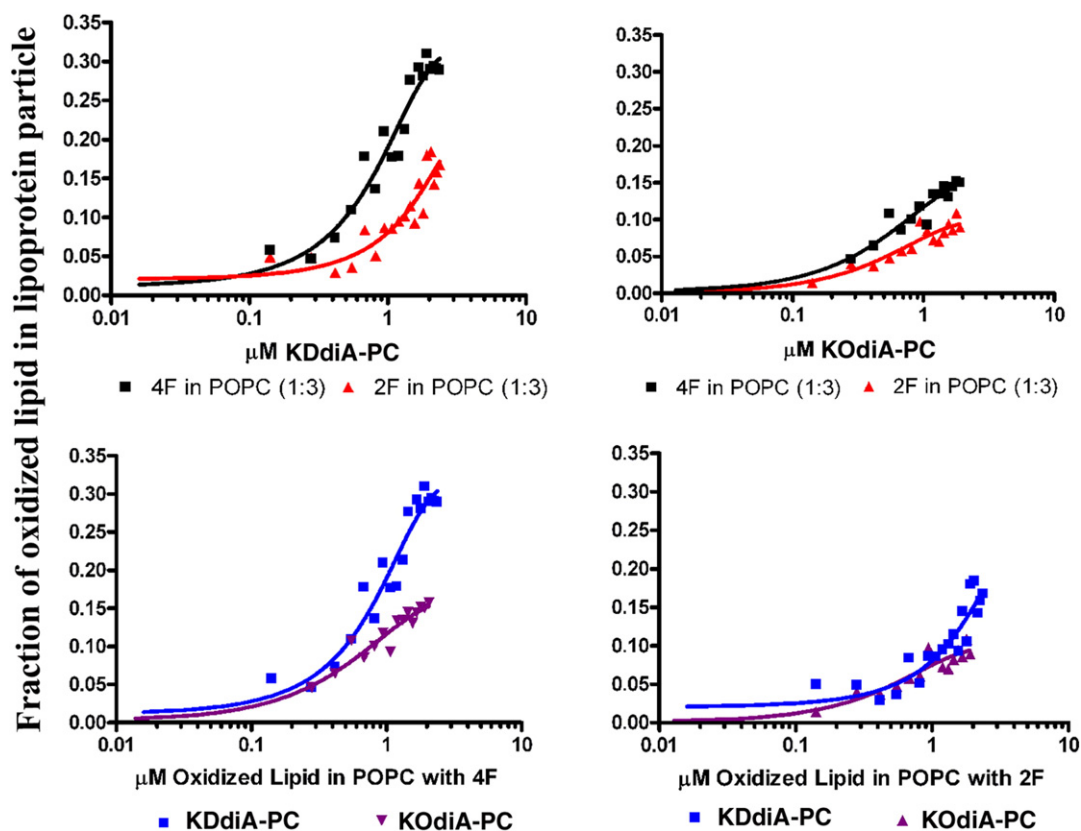 Fraction of oxidized lipid in lipoprotein particle
0.35
0.30
0.25
0.20
0.15
0.10
0.05
0.00
0.01 0.1 1 10
μM KDdiA-PC
4F in POPC (1:3) 2F in POPC (1:3)
0.35
0.30
0.25
0.20
0.15
0.10
0.05
0.00
0.01 0.1 1 10
μM KOdiA-PC
4F in POPC (1:3) 2F in POPC (1:3)
0.35
0.30
0.25
0.20
0.15
0.10
0.05
0.00
0.01 0.1 1 10
μM Oxidized Lipid in POPC with 4F
KDdiA-PC KOdiA-PC
0.35
0.30
0.25
0.20
0.15
0.10
0.05
0.00
0.01 0.1 1 10
μM Oxidized Lipid in POPC with 2F
KDdiA-PC KOdiA-PC